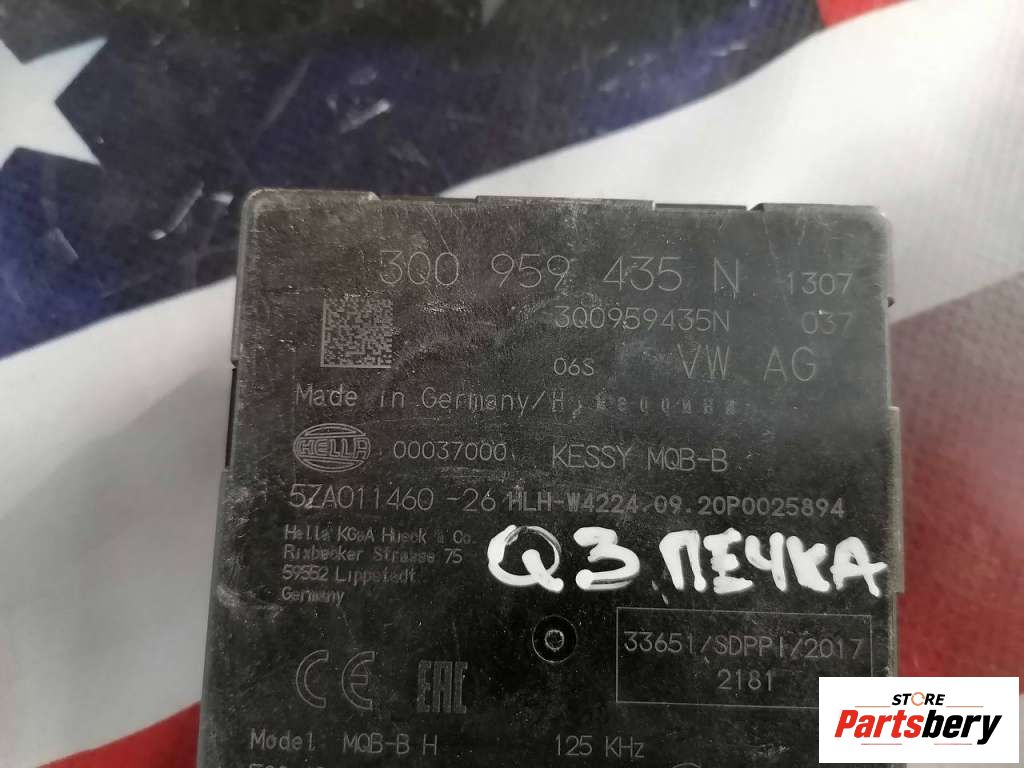 3Q0 959 435 N 1307
3Q0959435N 037
06S VW AG
Made in Germany/H
HELLA 00037000 KESSY MQB-B
5ZA011460-26 HLH-W4224.09.20P0025894
Hella KGaA Hueck & Co.
Rixbecker Strasse 75
59552 Lippstadt
Germany
Q3 ПЕЧКА
33651/SDPPI/2017
2181
CE EAC
Model MQB-B H 125 KHz
STORE
Partsbery